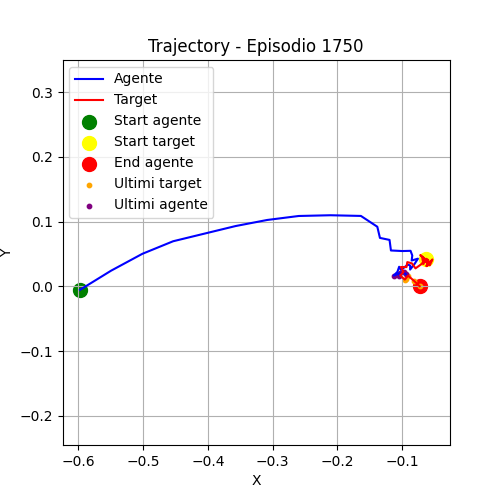 Trajectory - Episodio 1750
Agente
Target
Start agente
Start target
End agente
Ultimi target
Ultimi agente
Y
0.3
0.2
0.1
0.0
−0.1
−0.2
−0.6
−0.5
−0.4
−0.3
−0.2
−0.1
X